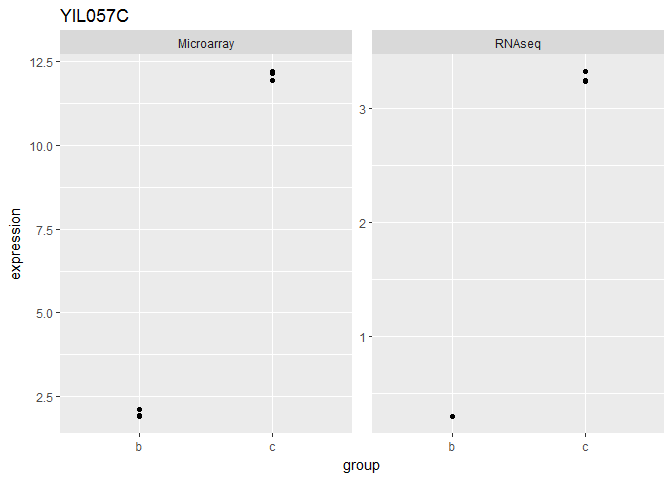 YIL057C
Microarray
RNAseq
12.5
10.0
7.5
5.0
2.5
3
2
1
expression
b
c
b
c
group